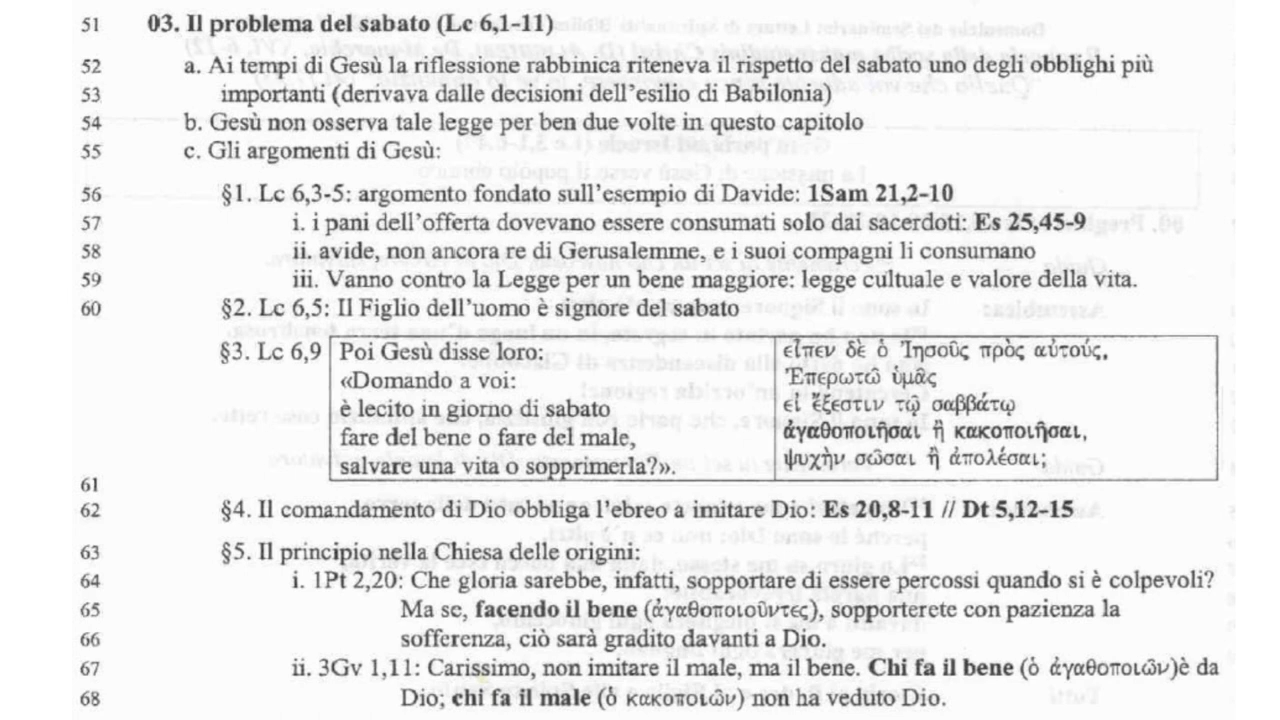 51 03. Il problema del sabato (Lc 6,1-11)
52 a. Ai tempi di Gesù la riflessione rabbinica riteneva il rispetto del sabato uno degli obblighi più
53 importanti (derivava dalle decisioni dell'esilio di Babilonia)
54 b. Gesù non osserva tale legge per ben due volte in questo capitolo
55 c. Gli argomenti di Gesù:
56 §1. Lc 6,3-5: argomento fondato sull'esempio di Davide: 1Sam 21,2-10
57 i. i pani dell'offerta dovevano essere consumati solo dai sacerdoti: Es 25,45-9
58 ii. avide, non ancora re di Gerusalemme, e i suoi compagni li consumano
59 iii. Vanno contro la Legge per un bene maggiore: legge cultuale e valore della vita.
60 §2. Lc 6,5: Il Figlio dell'uomo è signore del sabato
§3. Lc 6,9
Poi Gesù disse loro:
«Domando a voi:
è lecito in giorno di sabato
fare del bene o fare del male,
salvare una vita o sopprimerla?».
εἶπεν δὲ ὁ Ἰησοῦς πρὸς αὐτούς,
Ἐπερωτῶ ὑμᾶς
εἰ ἔξεστιν τῷ σαββάτῳ
ἀγαθοποιῆσαι ἢ κακοποιῆσαι,
ψυχὴν σῶσαι ἢ ἀπολέσαι;
61
62 §4. Il comandamento di Dio obbliga l'ebreo a imitare Dio: Es 20,8-11 // Dt 5,12-15
63 §5. Il principio nella Chiesa delle origini:
64 i. 1Pt 2,20: Che gloria sarebbe, infatti, sopportare di essere percossi quando si è colpevoli?
65 Ma se, facendo il bene (ἀγαθοποιοῦντες), sopporterete con pazienza la
66 sofferenza, ciò sarà gradito davanti a Dio.
67 ii. 3Gv 1,11: Carissimo, non imitare il male, ma il bene. Chi fa il bene (ὁ ἀγαθοποιῶν)è da
68 Dio; chi fa il male (ὁ κακοποιῶν) non ha veduto Dio.